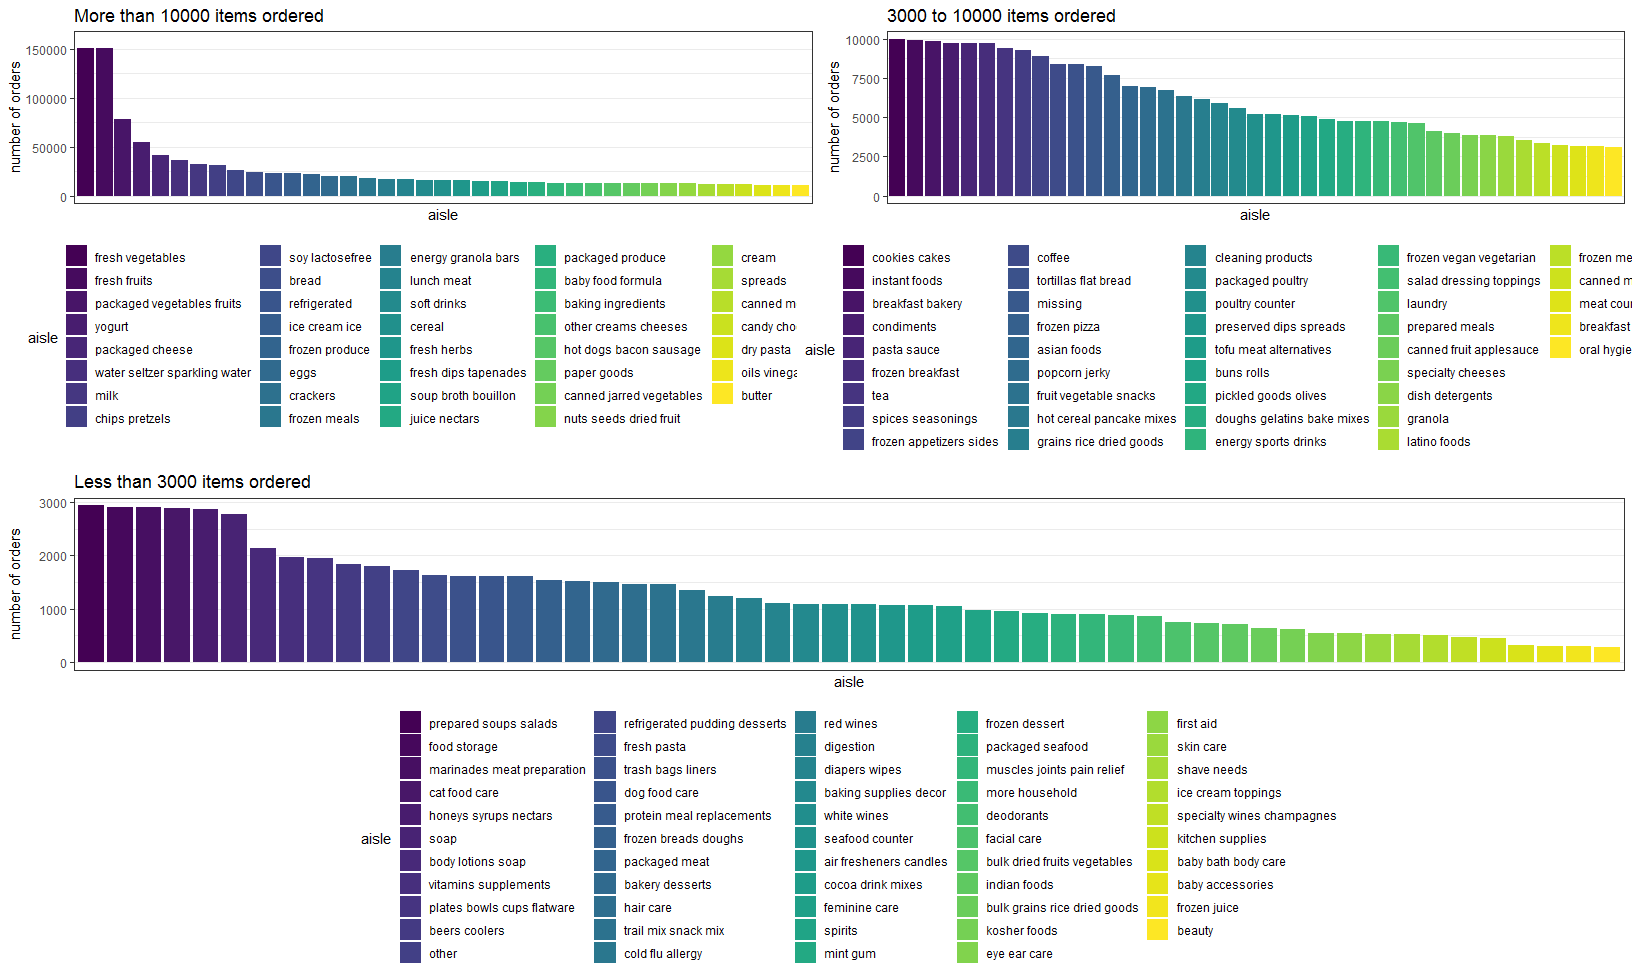 More than 10000 items ordered
number of orders
150000
100000
50000
0
aisle
aisle
fresh vegetables
fresh fruits
packaged vegetables fruits
yogurt
packaged cheese
water seltzer sparkling water
milk
chips pretzels
soy lactosefree
bread
refrigerated
ice cream ice
frozen produce
eggs
crackers
frozen meals
energy granola bars
lunch meat
soft drinks
cereal
fresh herbs
fresh dips tapenades
soup broth bouillon
juice nectars
packaged produce
baby food formula
baking ingredients
other creams cheeses
hot dogs bacon sausage
paper goods
canned jarred vegetables
nuts seeds dried fruit
cream
spreads
canned m
candy cho
dry pasta
oils vinega
butter
3000 to 10000 items ordered
number of orders
10000
7500
5000
2500
0
aisle
aisle
cookies cakes
instant foods
breakfast bakery
condiments
pasta sauce
frozen breakfast
tea
spices seasonings
frozen appetizers sides
coffee
tortillas flat bread
missing
frozen pizza
asian foods
popcorn jerky
fruit vegetable snacks
hot cereal pancake mixes
grains rice dried goods
cleaning products
packaged poultry
poultry counter
preserved dips spreads
tofu meat alternatives
buns rolls
pickled goods olives
doughs gelatins bake mixes
energy sports drinks
frozen vegan vegetarian
salad dressing toppings
laundry
prepared meals
canned fruit applesauce
specialty cheeses
dish detergents
granola
latino foods
frozen me
canned m
meat coun
breakfast
oral hygie
Less than 3000 items ordered
number of orders
3000
2000
1000
0
aisle
aisle
prepared soups salads
food storage
marinades meat preparation
cat food care
honeys syrups nectars
soap
body lotions soap
vitamins supplements
plates bowls cups flatware
beers coolers
other
refrigerated pudding desserts
fresh pasta
trash bags liners
dog food care
protein meal replacements
frozen breads doughs
packaged meat
bakery desserts
hair care
trail mix snack mix
cold flu allergy
red wines
digestion
diapers wipes
baking supplies decor
white wines
seafood counter
air fresheners candles
cocoa drink mixes
feminine care
spirits
mint gum
frozen dessert
packaged seafood
muscles joints pain relief
more household
deodorants
facial care
bulk dried fruits vegetables
indian foods
bulk grains rice dried goods
kosher foods
eye ear care
first aid
skin care
shave needs
ice cream toppings
specialty wines champagnes
kitchen supplies
baby bath body care
baby accessories
frozen juice
beauty